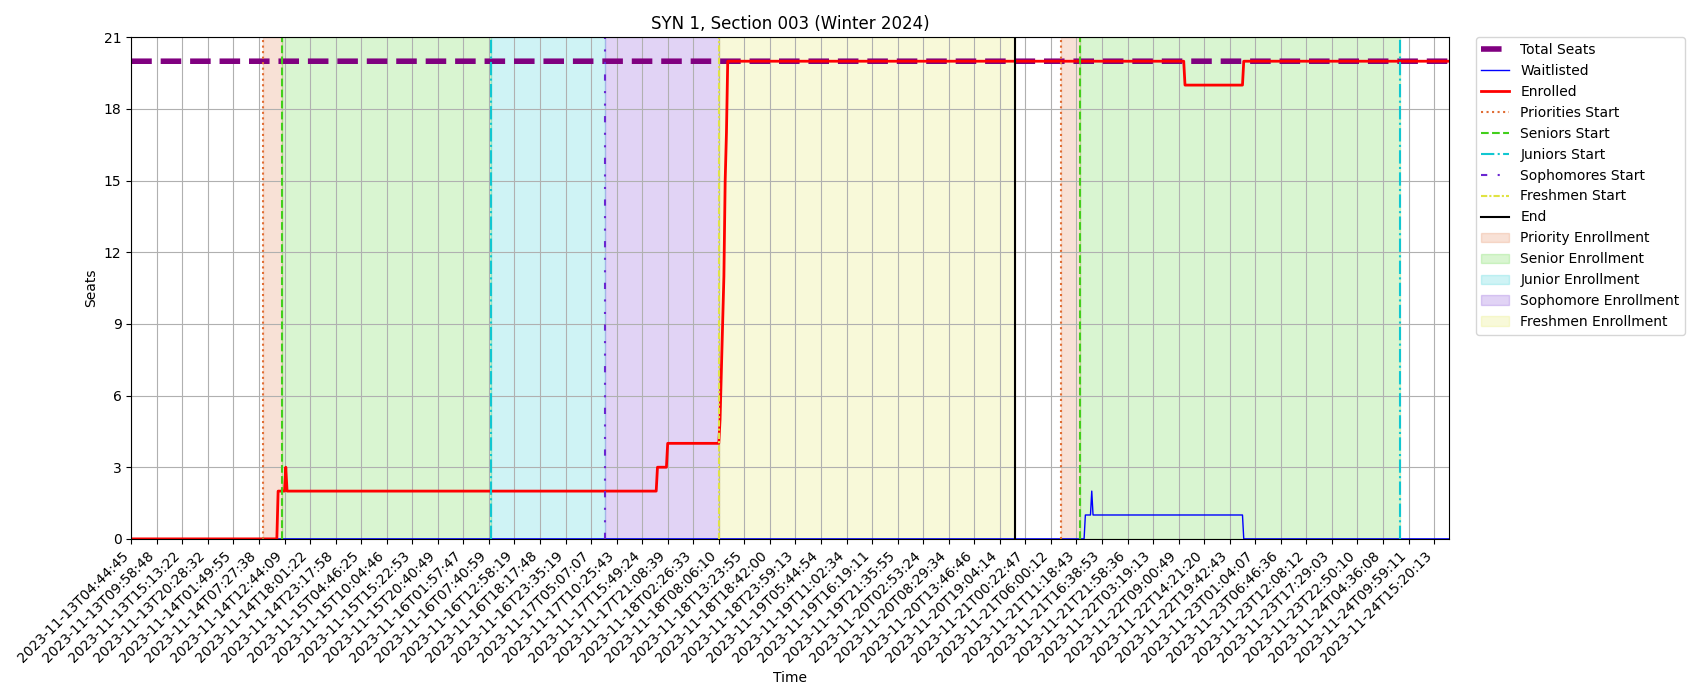 SYN 1, Section 003 (Winter 2024)
21
18
15
12
9
6
3
0
Seats
2023-11-13T04:44:45
2023-11-13T09:58:48
2023-11-13T15:13:22
2023-11-13T20:28:32
2023-11-14T01:49:55
2023-11-14T07:27:38
2023-11-14T12:44:09
2023-11-14T18:01:22
2023-11-14T23:17:58
2023-11-15T04:46:25
2023-11-15T10:04:46
2023-11-15T15:22:53
2023-11-15T20:40:49
2023-11-16T01:57:47
2023-11-16T07:40:59
2023-11-16T12:58:19
2023-11-16T18:17:48
2023-11-16T23:35:19
2023-11-17T05:07:07
2023-11-17T10:25:43
2023-11-17T15:49:24
2023-11-17T21:08:39
2023-11-18T02:26:33
2023-11-18T08:06:10
2023-11-18T13:23:55
2023-11-18T18:42:00
2023-11-18T23:59:13
2023-11-19T05:44:54
2023-11-19T11:02:34
2023-11-19T16:19:11
2023-11-19T21:35:55
2023-11-20T02:53:24
2023-11-20T08:29:34
2023-11-20T13:46:46
2023-11-20T19:04:14
2023-11-21T00:22:47
2023-11-21T06:00:12
2023-11-21T11:18:43
2023-11-21T16:38:53
2023-11-21T21:58:36
2023-11-22T03:19:13
2023-11-22T09:00:49
2023-11-22T14:21:20
2023-11-22T19:42:43
2023-11-23T01:04:07
2023-11-23T06:46:36
2023-11-23T12:08:12
2023-11-23T17:29:03
2023-11-23T22:50:10
2023-11-24T04:36:08
2023-11-24T09:59:11
2023-11-24T15:20:13
Time
Total Seats
Waitlisted
Enrolled
Priorities Start
Seniors Start
Juniors Start
Sophomores Start
Freshmen Start
End
Priority Enrollment
Senior Enrollment
Junior Enrollment
Sophomore Enrollment
Freshmen Enrollment